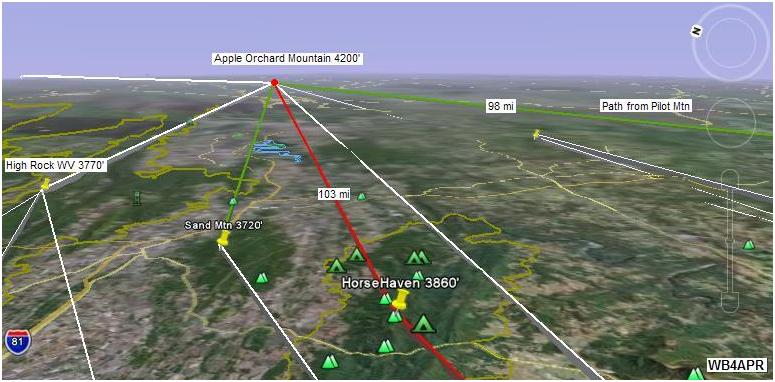 N
Apple Orchard Mountain 4200'
98 mi
Path from Pilot Mtn
High Rock WV 3770'
103 mi
Sand Mtn 3720'
HorseHaven 3860'
81
WB4APR